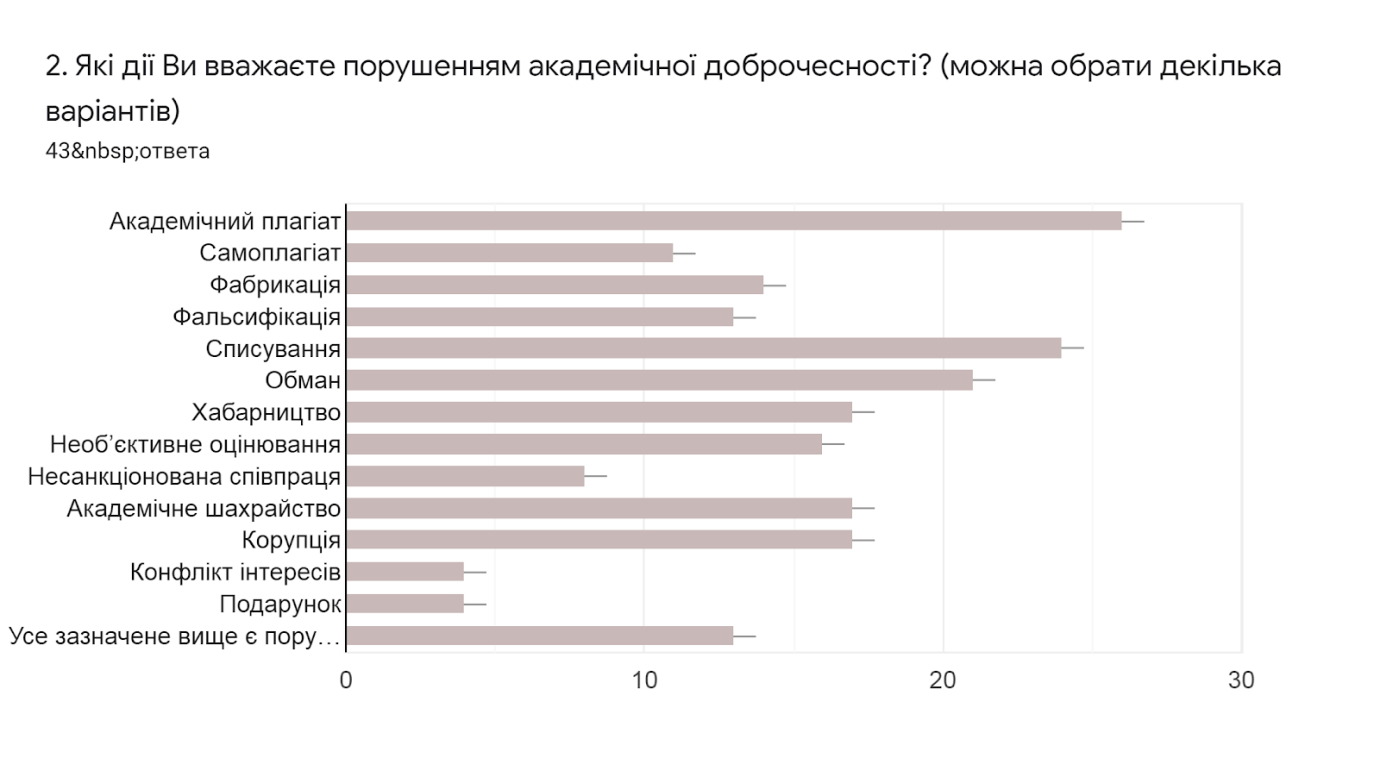 2. Які дії Ви вважаєте порушенням академічної доброчесності? (можна обрати декілька
варіантів)
43&nbsp;ответа
Академічний плагіат
Самоплагіат
Фабрикація
Фальсифікація
Списування
Обман
Хабарництво
Необ’єктивне оцінювання
Несанкціонована співпраця
Академічне шахрайство
Корупція
Конфлікт інтересів
Подарунок
Усе зазначене вище є пору…
0 10 20 30